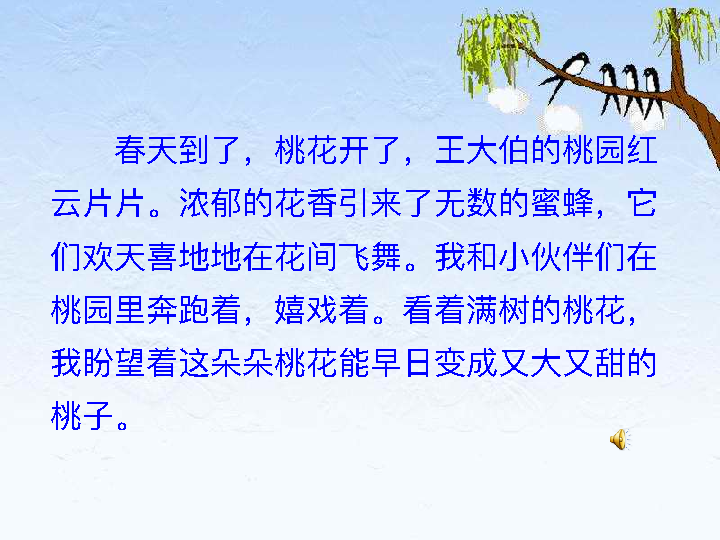 春天到了，桃花开了，王大伯的桃园红
云片片。浓郁的花香引来了无数的蜜蜂，它
们欢天喜地地在花间飞舞。我和小伙伴们在
桃园里奔跑着，嬉戏着。看着满树的桃花，
我盼望着这朵朵桃花能早日变成又大又甜的
桃子。